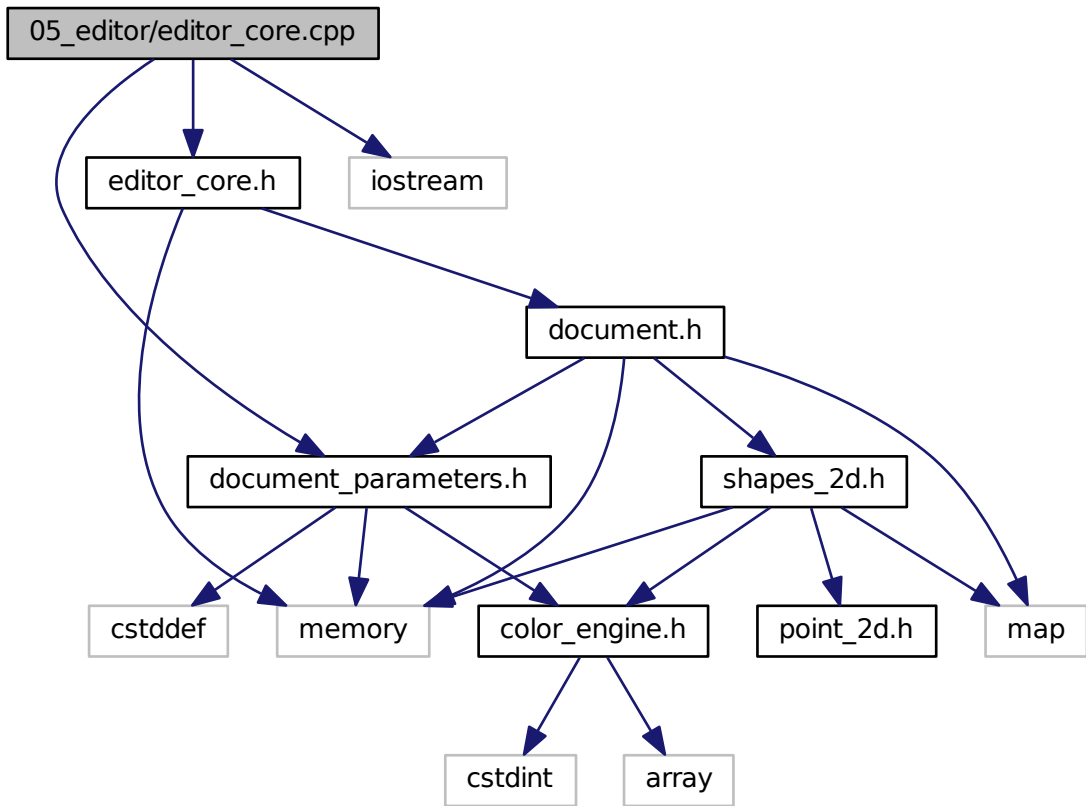 05_editor/editor_core.cpp
editor_core.h
iostream
document.h
document_parameters.h
shapes_2d.h
cstddef
memory
color_engine.h
point_2d.h
map
cstdint
array